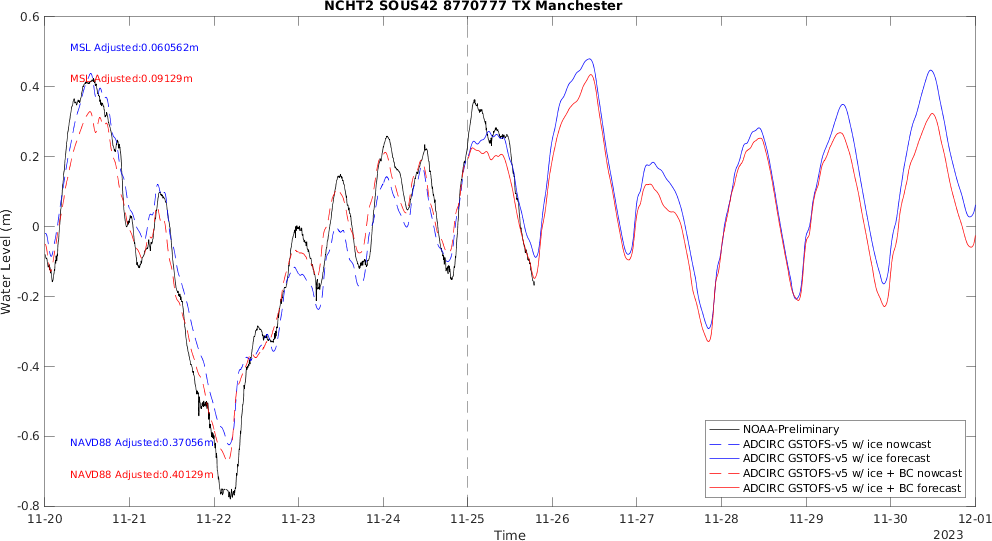 NCHT2 SOUS42 8770777 TX Manchester
MSL Adjusted:0.060562m
MSL Adjusted:0.09129m
NAVD88 Adjusted:0.37056m
NAVD88 Adjusted:0.40129m
Water Level (m)
0.6
0.4
0.2
0
-0.2
-0.4
-0.6
-0.8
NOAA-Preliminary
ADCIRC GSTOFS-v5 w/ ice nowcast
ADCIRC GSTOFS-v5 w/ ice forecast
ADCIRC GSTOFS-v5 w/ ice + BC nowcast
ADCIRC GSTOFS-v5 w/ ice + BC forecast
11-20 11-21 11-22 11-23 11-24 11-25 11-26 11-27 11-28 11-29 11-30 12-01
Time
2023